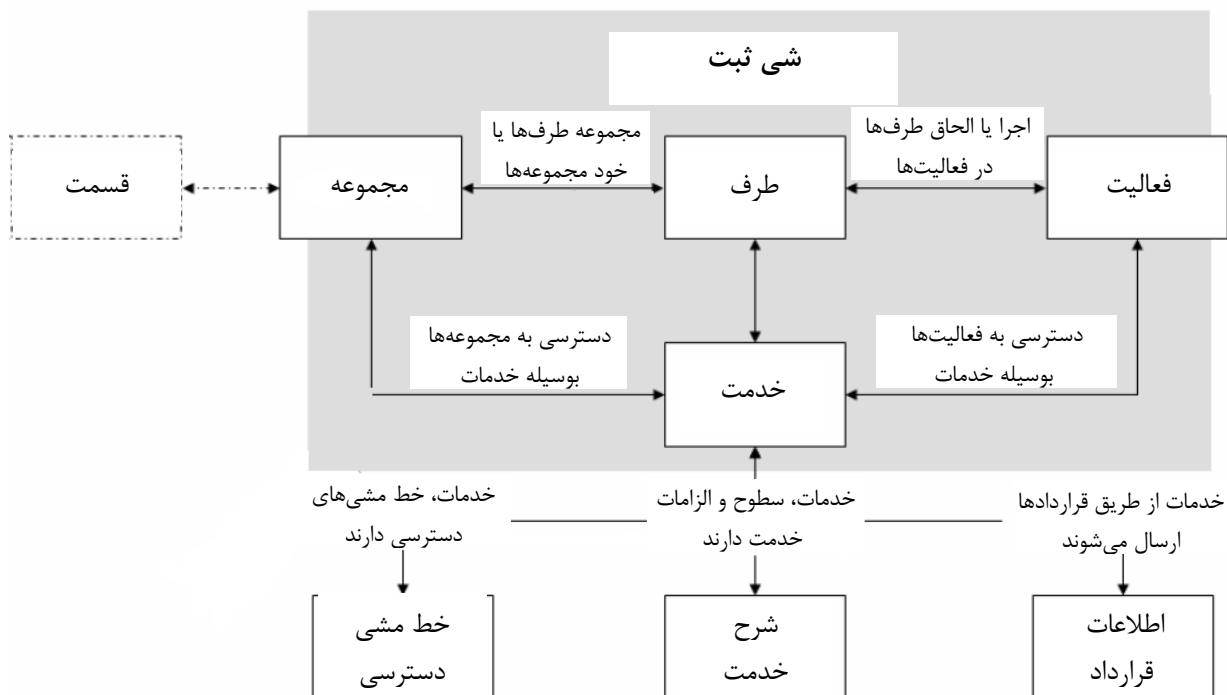 شی ثبت
مجموعه طرف‌ها یا
خود مجموعه‌ها
اجرا یا الحاق طرف‌ها
در فعالیت‌ها
فعالیت
طرف
مجموعه
قسمت
دسترسی به فعالیت‌ها
بوسیله خدمات
دسترسی به مجموعه‌ها
بوسیله خدمات
خدمت
خدمات از طریق قراردادها
ارسال می‌شوند
خدمات، سطوح و الزامات
خدمت دارند
خدمات، خط مشی‌های
دسترسی دارند
اطلاعات
قرارداد
شرح
خدمت
خط مشی
دسترسی